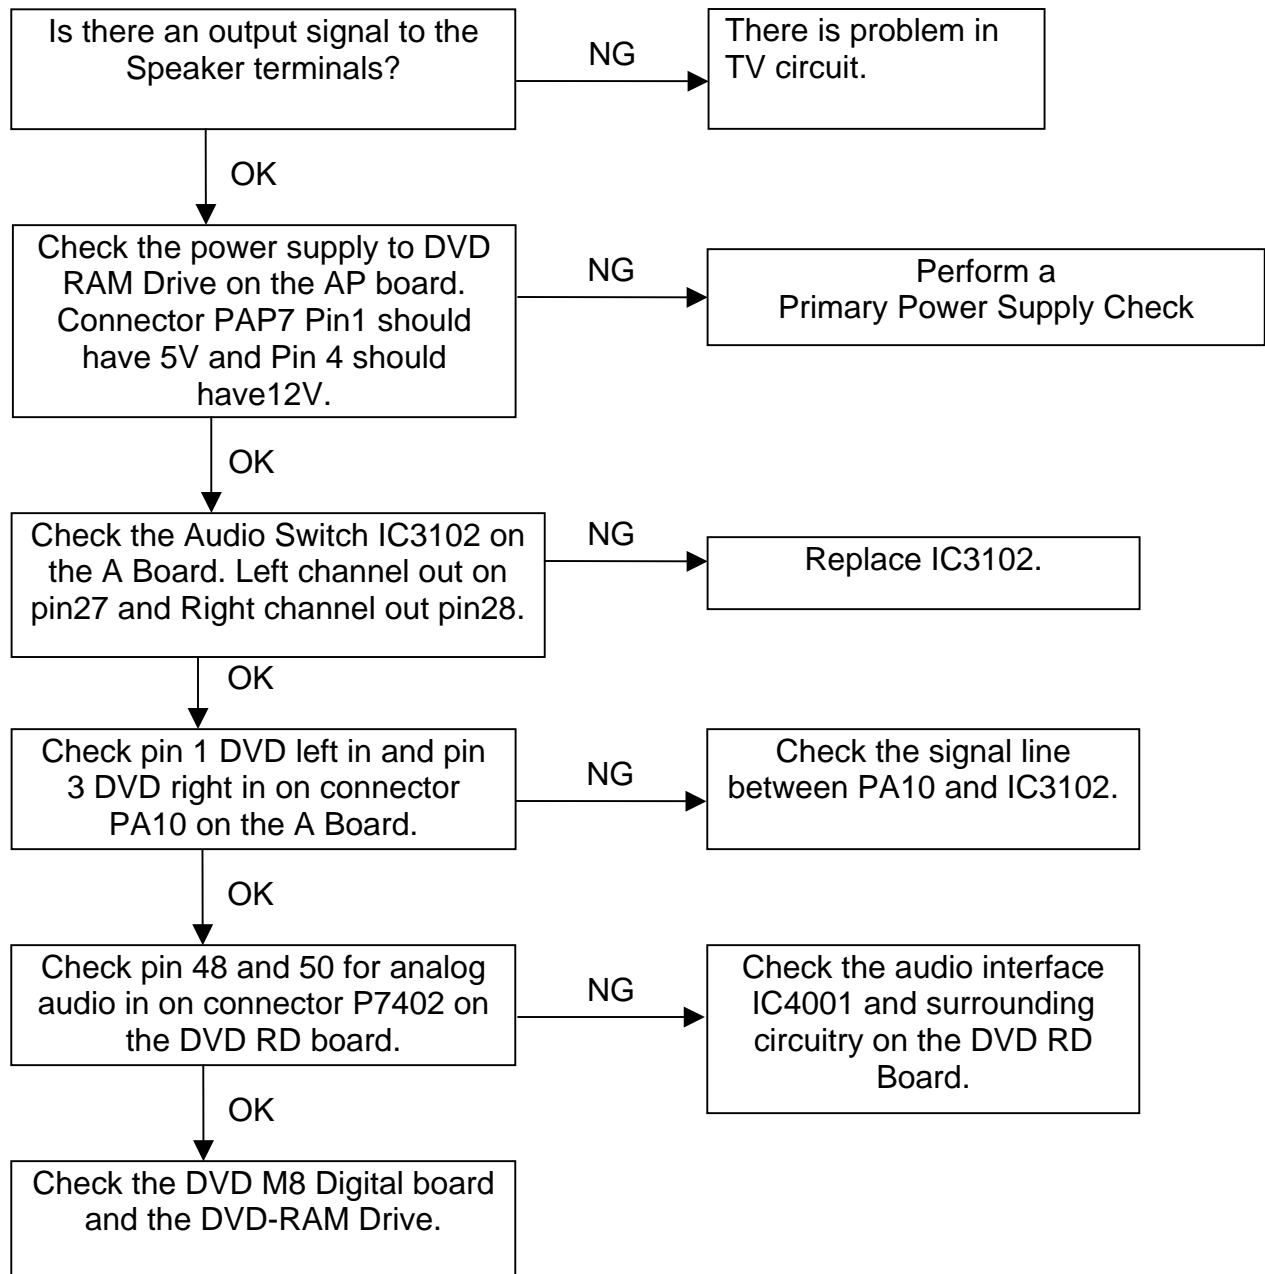 Is there an output signal to the
Speaker terminals?
NG
There is problem in
TV circuit.
OK
Check the power supply to DVD
RAM Drive on the AP board.
Connector PAP7 Pin1 should
have 5V and Pin 4 should
have12V.
NG
Perform a
Primary Power Supply Check
OK
Check the Audio Switch IC3102 on
the A Board. Left channel out on
pin27 and Right channel out pin28.
NG
Replace IC3102.
OK
Check pin 1 DVD left in and pin
3 DVD right in on connector
PA10 on the A Board.
NG
Check the signal line
between PA10 and IC3102.
OK
Check pin 48 and 50 for analog
audio in on connector P7402 on
the DVD RD board.
NG
Check the audio interface
IC4001 and surrounding
circuitry on the DVD RD
Board.
OK
Check the DVD M8 Digital board
and the DVD-RAM Drive.